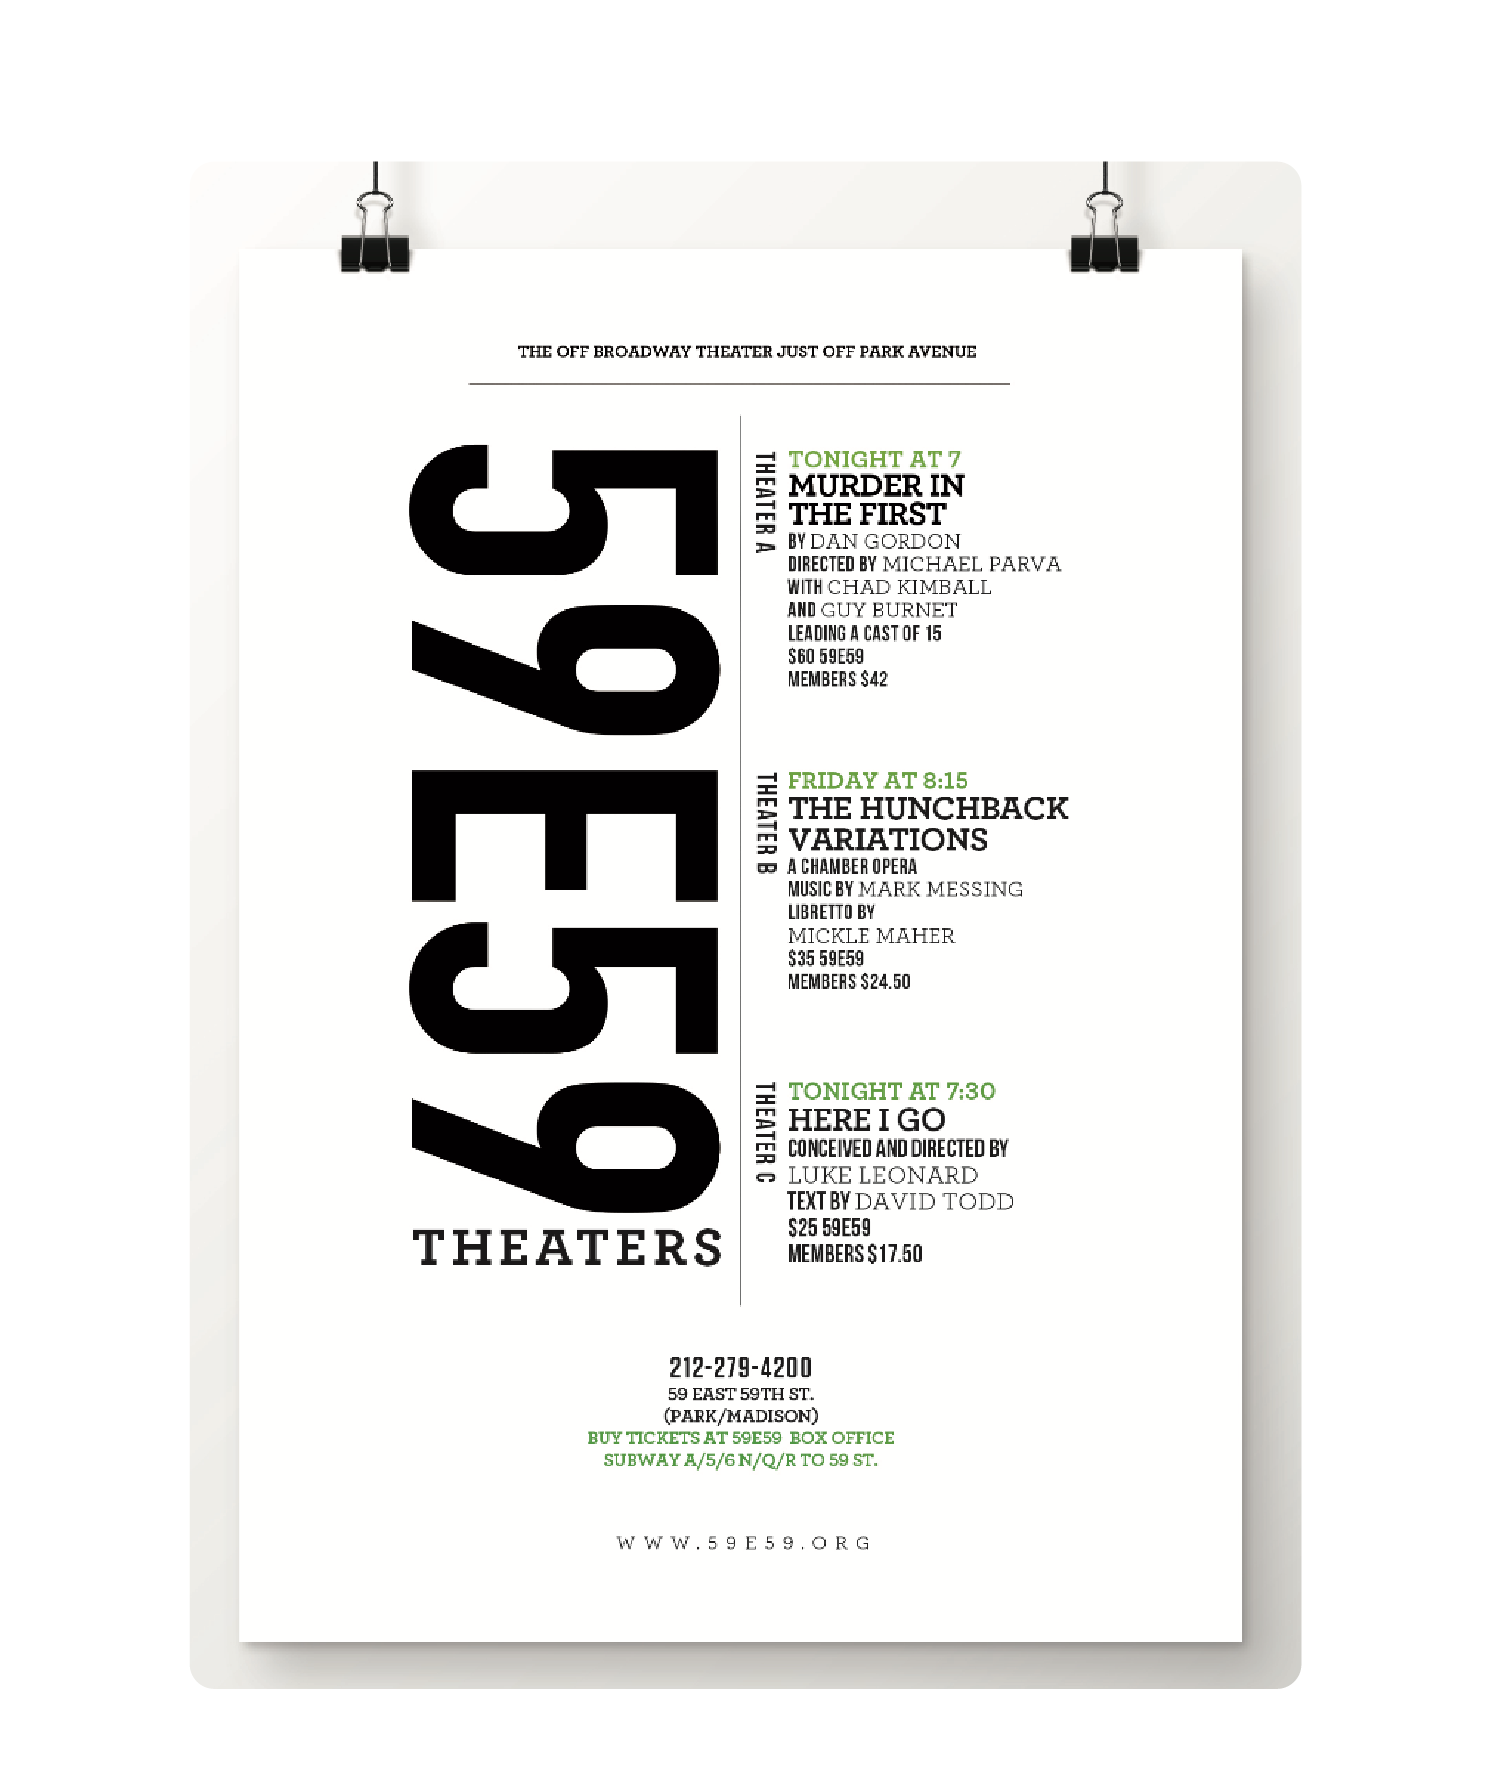 THE OFF BROADWAY THEATER JUST OFF PARK AVENUE
59E59
THEATERS
THEATER A
TONIGHT AT 7
MURDER IN
THE FIRST
BY DAN GORDON
DIRECTED BY MICHAEL PARVA
WITH CHAD KIMBALL
AND GUY BURNET
LEADING A CAST OF 15
$60 59E59
MEMBERS $42
THEATER B
FRIDAY AT 8:15
THE HUNCHBACK
VARIATIONS
A CHAMBER OPERA
MUSIC BY MARK MESSING
LIBRETTO BY
MICKLE MAHER
$35 59E59
MEMBERS $24.50
THEATER C
TONIGHT AT 7:30
HERE I GO
CONCEIVED AND DIRECTED BY
LUKE LEONARD
TEXT BY DAVID TODD
$25 59E59
MEMBERS $17.50
212-279-4200
59 EAST 59TH ST.
(PARK/MADISON)
BUY TICKETS AT 59E59 BOX OFFICE
SUBWAY A/5/6 N/Q/R TO 59 ST.
WWW.59E59.ORG